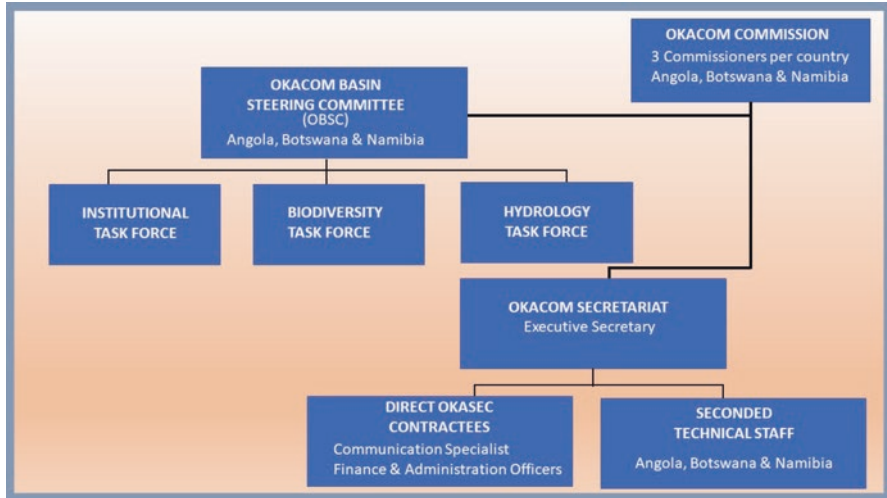 OKACOM COMMISSION
3 Commissioners per country
Angola, Botswana & Namibia
OKACOM BASIN
STEERING COMMITTEE
(OBSC)
Angola, Botswana & Namibia
INSTITUTIONAL
TASK FORCE
BIODIVERSITY
TASK FORCE
HYDROLOGY
TASK FORCE
OKACOM SECRETARIAT
Executive Secretary
DIRECT OKASEC
CONTRACTEES
Communication Specialist
Finance & Administration Officers
SECONDED
TECHNICAL STAFF
Angola, Botswana & Namibia